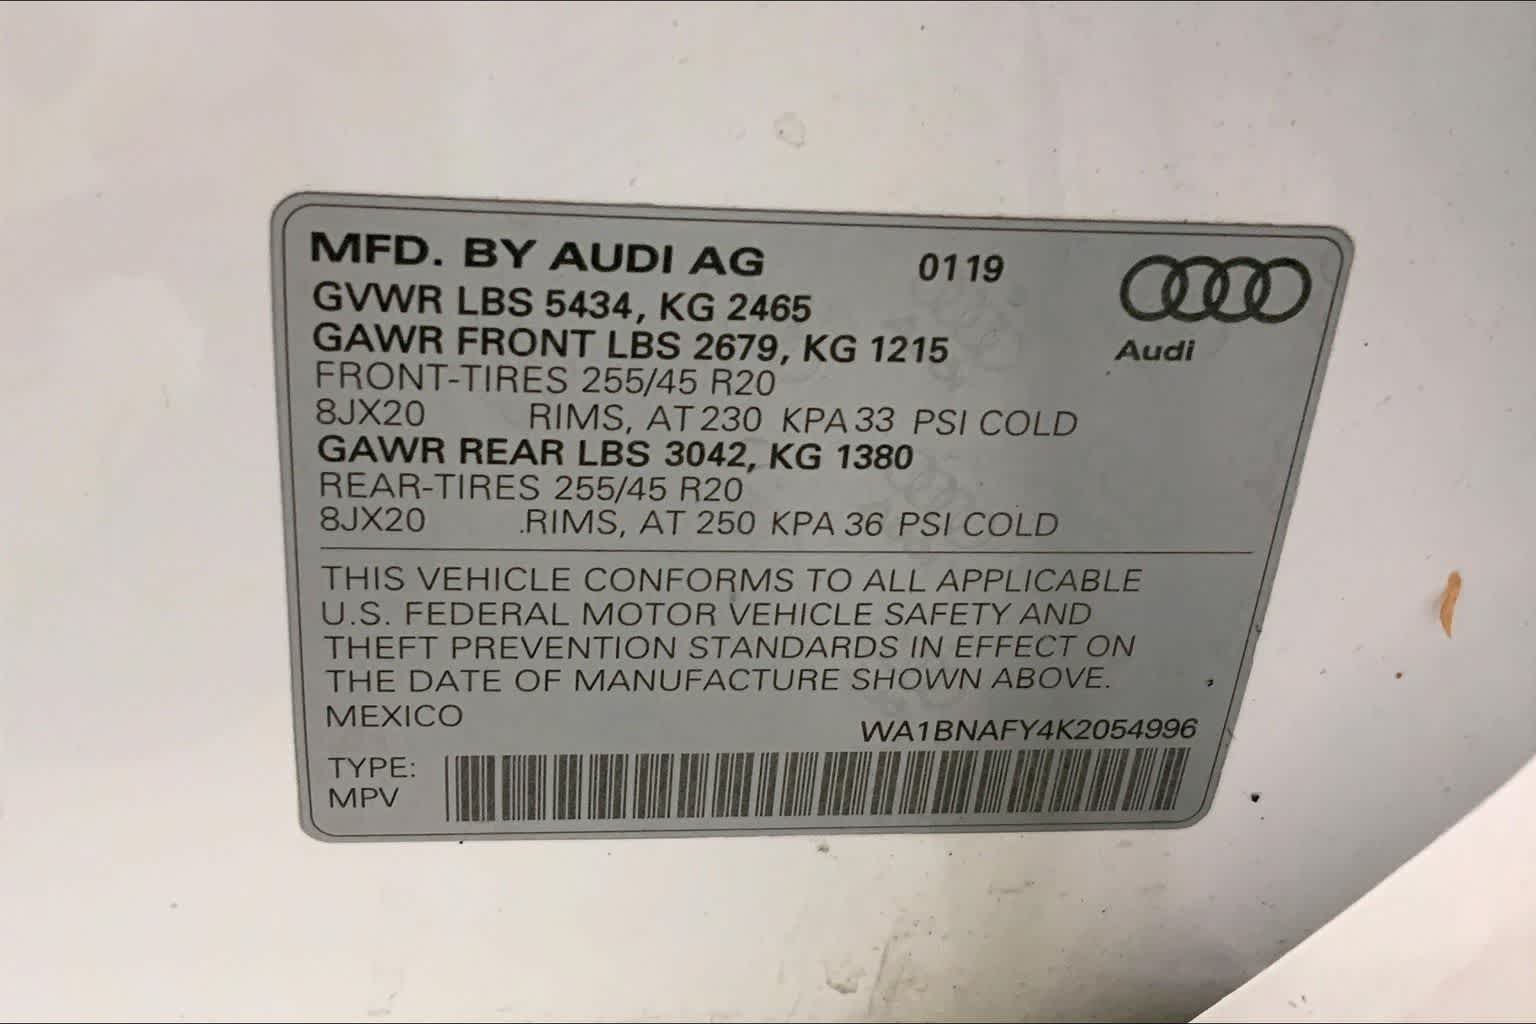 MFD. BY AUDI AG 0119
GVWR LBS 5434, KG 2465
GAWR FRONT LBS 2679, KG 1215
Audi
FRONT-TIRES 255/45 R20
8JX20 RIMS, AT 230 KPA 33 PSI COLD
GAWR REAR LBS 3042, KG 1380
REAR-TIRES 255/45 R20
8JX20 .RIMS, AT 250 KPA 36 PSI COLD
THIS VEHICLE CONFORMS TO ALL APPLICABLE
U.S. FEDERAL MOTOR VEHICLE SAFETY AND
THEFT PREVENTION STANDARDS IN EFFECT ON
THE DATE OF MANUFACTURE SHOWN ABOVE.
MEXICO
WA1BNAFY4K2054996
TYPE:
MPV